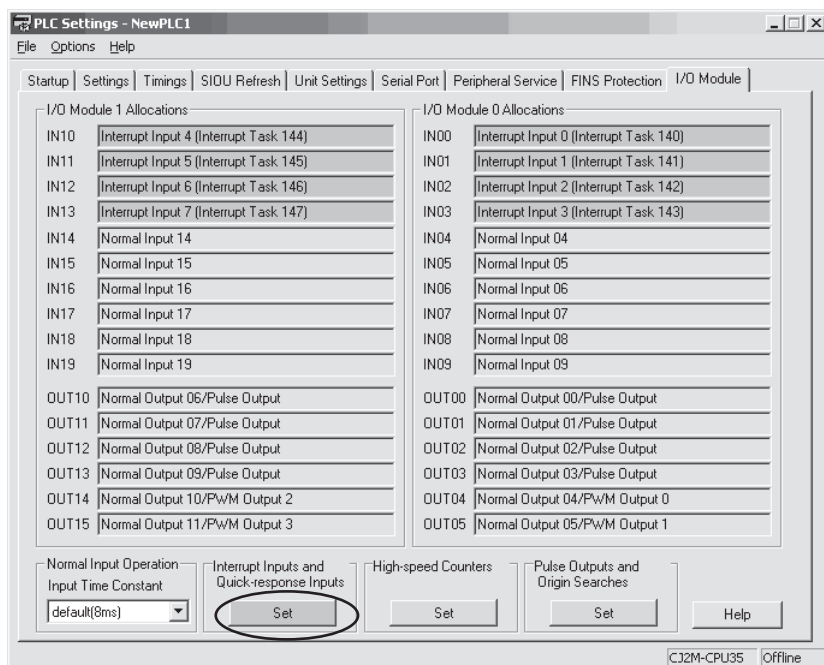 PLC Settings - NewPLC1
File Options Help
Startup Settings Timings SIOU Refresh Unit Settings Serial Port Peripheral Service FINS Protection I/O Module
I/O Module 1 Allocations
IN10 Interrupt Input 4 (Interrupt Task 144)
IN11 Interrupt Input 5 (Interrupt Task 145)
IN12 Interrupt Input 6 (Interrupt Task 146)
IN13 Interrupt Input 7 (Interrupt Task 147)
IN14 Normal Input 14
IN15 Normal Input 15
IN16 Normal Input 16
IN17 Normal Input 17
IN18 Normal Input 18
IN19 Normal Input 19
OUT10 Normal Output 06/Pulse Output
OUT11 Normal Output 07/Pulse Output
OUT12 Normal Output 08/Pulse Output
OUT13 Normal Output 09/Pulse Output
OUT14 Normal Output 10/PWM Output 2
OUT15 Normal Output 11/PWM Output 3
I/O Module 0 Allocations
IN00 Interrupt Input 0 (Interrupt Task 140)
IN01 Interrupt Input 1 (Interrupt Task 141)
IN02 Interrupt Input 2 (Interrupt Task 142)
IN03 Interrupt Input 3 (Interrupt Task 143)
IN04 Normal Input 04
IN05 Normal Input 05
IN06 Normal Input 06
IN07 Normal Input 07
IN08 Normal Input 08
IN09 Normal Input 09
OUT00 Normal Output 00/Pulse Output
OUT01 Normal Output 01/Pulse Output
OUT02 Normal Output 02/Pulse Output
OUT03 Normal Output 03/Pulse Output
OUT04 Normal Output 04/PWM Output 0
OUT05 Normal Output 05/PWM Output 1
Normal Input Operation
Input Time Constant
default(8ms)
Interrupt Inputs and
Quick-response Inputs
Set
High-speed Counters
Set
Pulse Outputs and
Origin Searches
Set
Help
CJ2M-CPU35 Offline